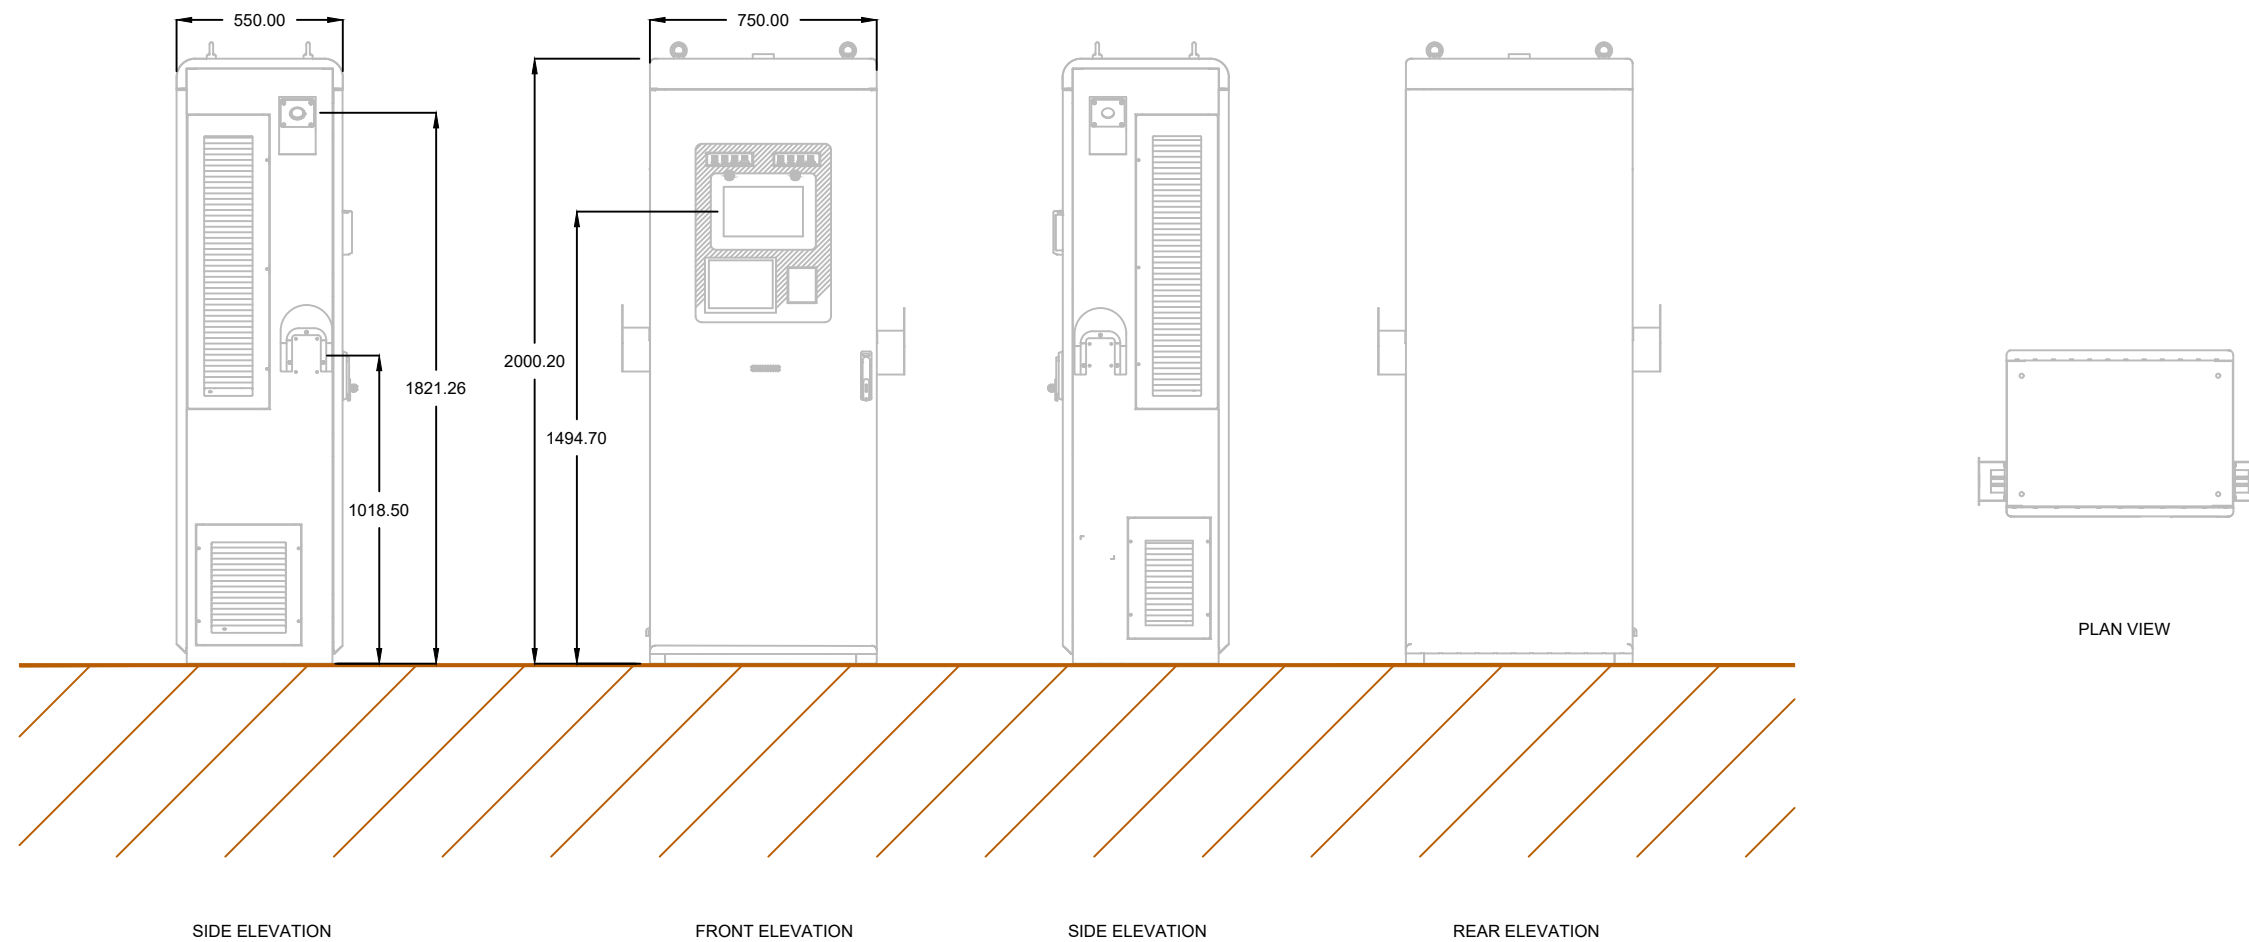 550.00
750.00
2000.20
1821.26
1494.70
1018.50
PLAN VIEW
SIDE ELEVATION
FRONT ELEVATION
SIDE ELEVATION
REAR ELEVATION